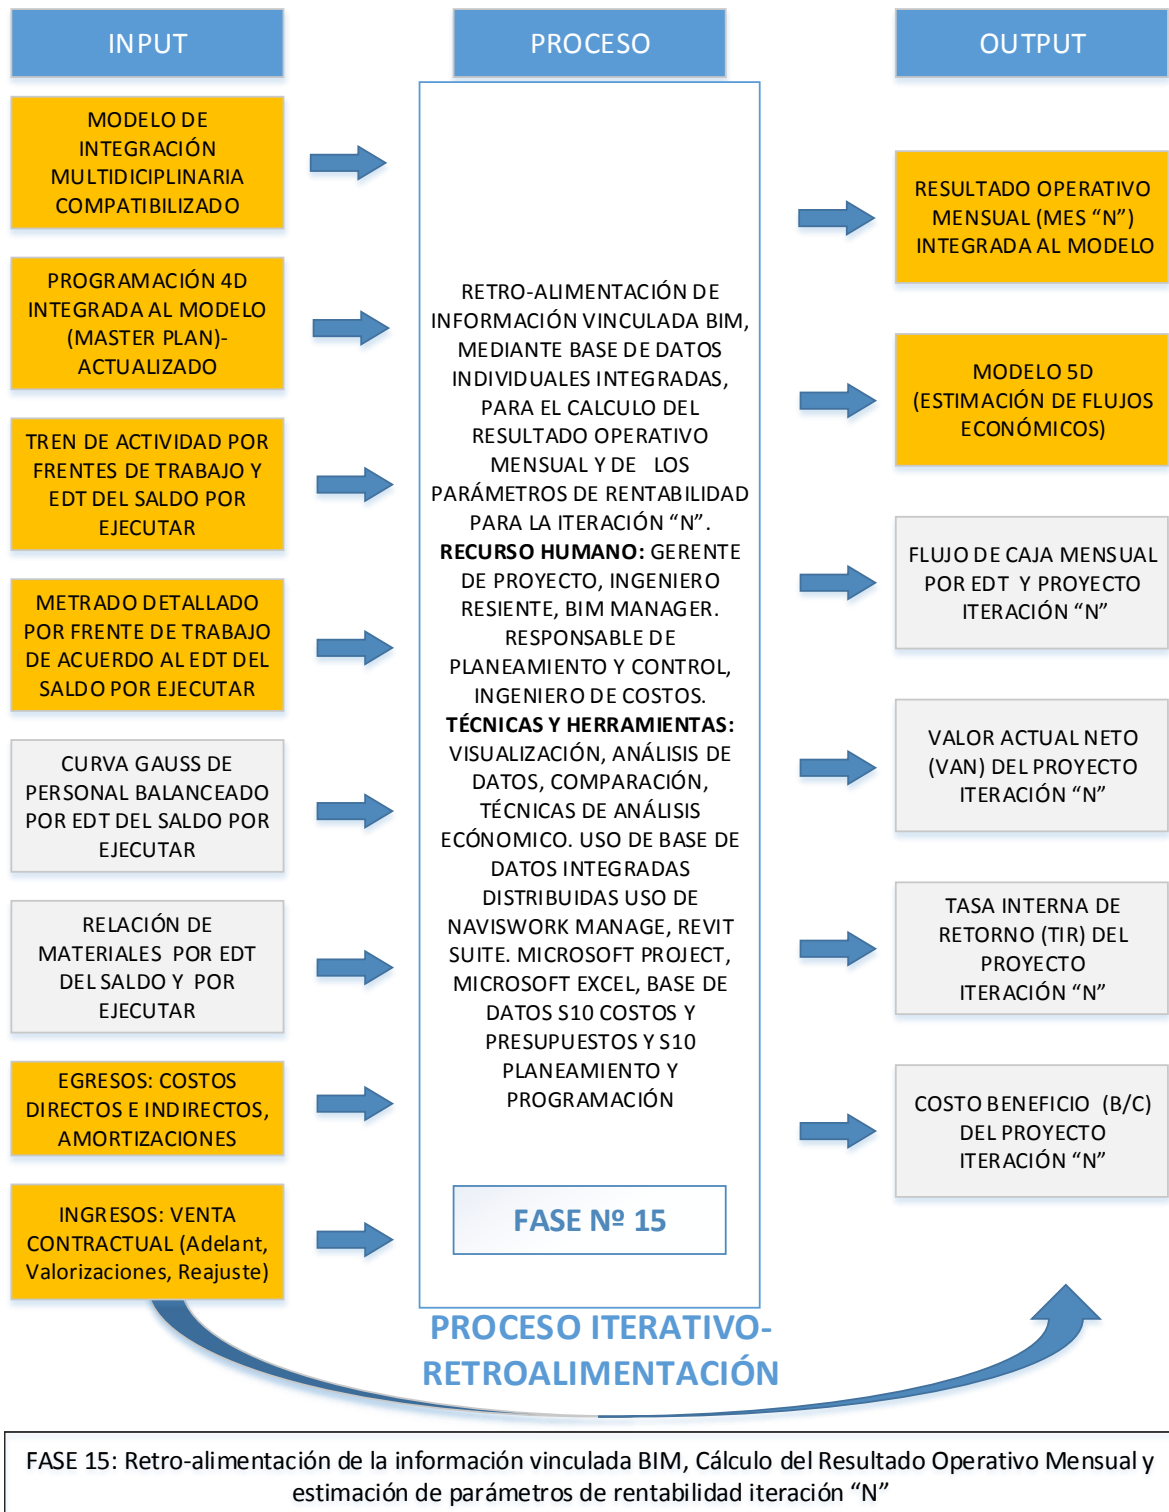 INPUT
MODELO DE
INTEGRACIÓN
MULTIDICIPLINARIA
COMPATIBILIZADO
PROGRAMACIÓN 4D
INTEGRADA AL MODELO
(MASTER PLAN)-
ACTUALIZADO
TREN DE ACTIVIDAD POR
FRENTES DE TRABAJO Y
EDT DEL SALDO POR
EJECUTAR
METRADO DETALLADO
POR FRENTE DE TRABAJO
DE ACUERDO AL EDT DEL
SALDO POR EJECUTAR
CURVA GAUSS DE
PERSONAL BALANCEADO
POR EDT DEL SALDO POR
EJECUTAR
RELACIÓN DE
MATERIALES POR EDT
DEL SALDO Y POR
EJECUTAR
EGRESOS: COSTOS
DIRECTOS E INDIRECTOS,
AMORTIZACIONES
INGRESOS: VENTA
CONTRACTUAL (Adelant,
Valorizaciones, Reajuste)
PROCESO
RETRO-ALIMENTACIÓN DE
INFORMACIÓN VINCULADA BIM,
MEDIANTE BASE DE DATOS
INDIVIDUALES INTEGRADAS,
PARA EL CALCULO DEL
RESULTADO OPERATIVO
MENSUAL Y DE LOS
PARÁMETROS DE RENTABILIDAD
PARA LA ITERACIÓN “N”.
RECURSO HUMANO: GERENTE
DE PROYECTO, INGENIERO
RESIENTE, BIM MANAGER.
RESPONSABLE DE
PLANEAMIENTO Y CONTROL,
INGENIERO DE COSTOS.
TÉCNICAS Y HERRAMIENTAS:
VISUALIZACIÓN, ANÁLISIS DE
DATOS, COMPARACIÓN,
TÉCNICAS DE ANÁLISIS
ECÓNOMICO. USO DE BASE DE
DATOS INTEGRADAS
DISTRIBUIDAS USO DE
NAVISWORK MANAGE, REVIT
SUITE. MICROSOFT PROJECT,
MICROSOFT EXCEL, BASE DE
DATOS S10 COSTOS Y
PRESUPUESTOS Y S10
PLANEAMIENTO Y
PROGRAMACIÓN
FASE Nº 15
OUTPUT
RESULTADO OPERATIVO
MENSUAL (MES “N”)
INTEGRADA AL MODELO
MODELO 5D
(ESTIMACIÓN DE FLUJOS
ECONÓMICOS)
FLUJO DE CAJA MENSUAL
POR EDT Y PROYECTO
ITERACIÓN “N”
VALOR ACTUAL NETO
(VAN) DEL PROYECTO
ITERACIÓN “N”
TASA INTERNA DE
RETORNO (TIR) DEL
PROYECTO
ITERACIÓN “N”
COSTO BENEFICIO (B/C)
DEL PROYECTO
ITERACIÓN “N”
PROCESO ITERATIVO-
RETROALIMENTACIÓN
FASE 15: Retro-alimentación de la información vinculada BIM, Cálculo del Resultado Operativo Mensual y
estimación de parámetros de rentabilidad iteración “N”